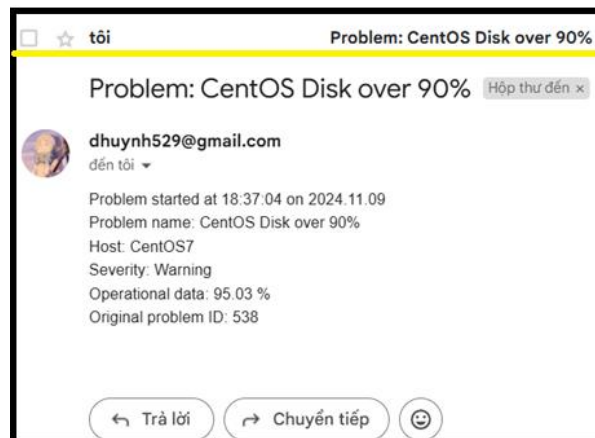 tôi Problem: CentOS Disk over 90%
Problem: CentOS Disk over 90% Hộp thư đến ×
dhuynh529@gmail.com
đến tôi
Problem started at 18:37:04 on 2024.11.09
Problem name: CentOS Disk over 90%
Host: CentOS7
Severity: Warning
Operational data: 95.03 %
Original problem ID: 538
Trả lời Chuyển tiếp